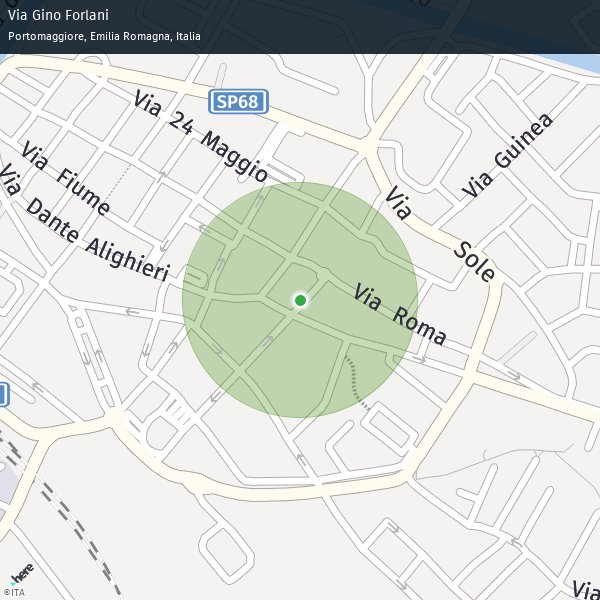 Via Gino Forlani
Portomaggiore, Emilia Romagna, Italia
SP68
Via 24 Maggio
Via Guinea
Via Fiume
Via Dante Alighieri
Via Sole
Via Roma
Via
here
©ITA